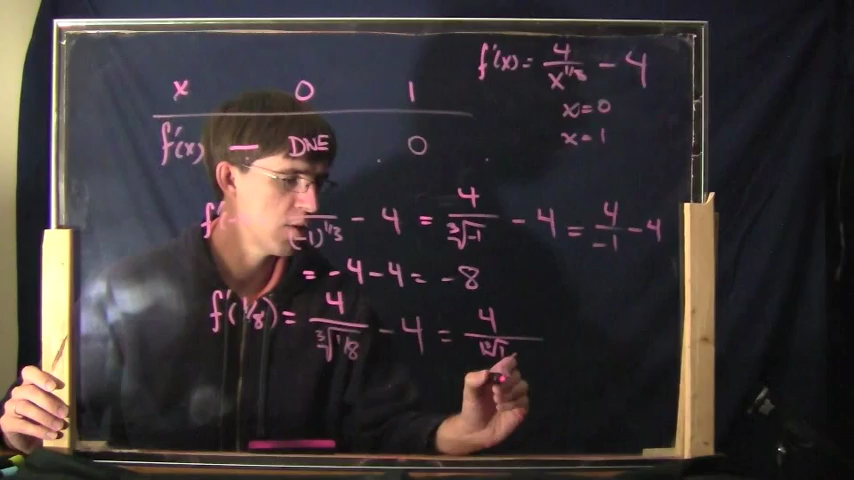 f'(x) = 4/x^1/3 - 4
x = 0
x = 1
x 0 1
f'(x) — DNE 0
/(-1)^1/3 - 4 = 4/∛-1 - 4 = 4/-1 - 4
= -4 - 4 = -8
f'(1/8) = 4/∛1/8 - 4 = 4/